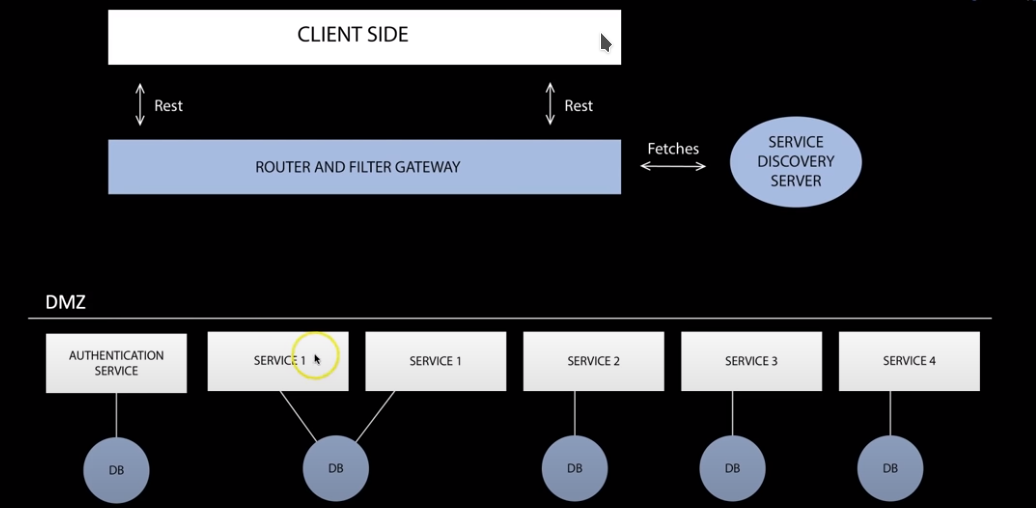 CLIENT SIDE
Rest
Rest
ROUTER AND FILTER GATEWAY
Fetches
SERVICE
DISCOVERY
SERVER
DMZ
AUTHENTICATION
SERVICE
SERVICE 1
SERVICE 1
SERVICE 2
SERVICE 3
SERVICE 4
DB
DB
DB
DB
DB